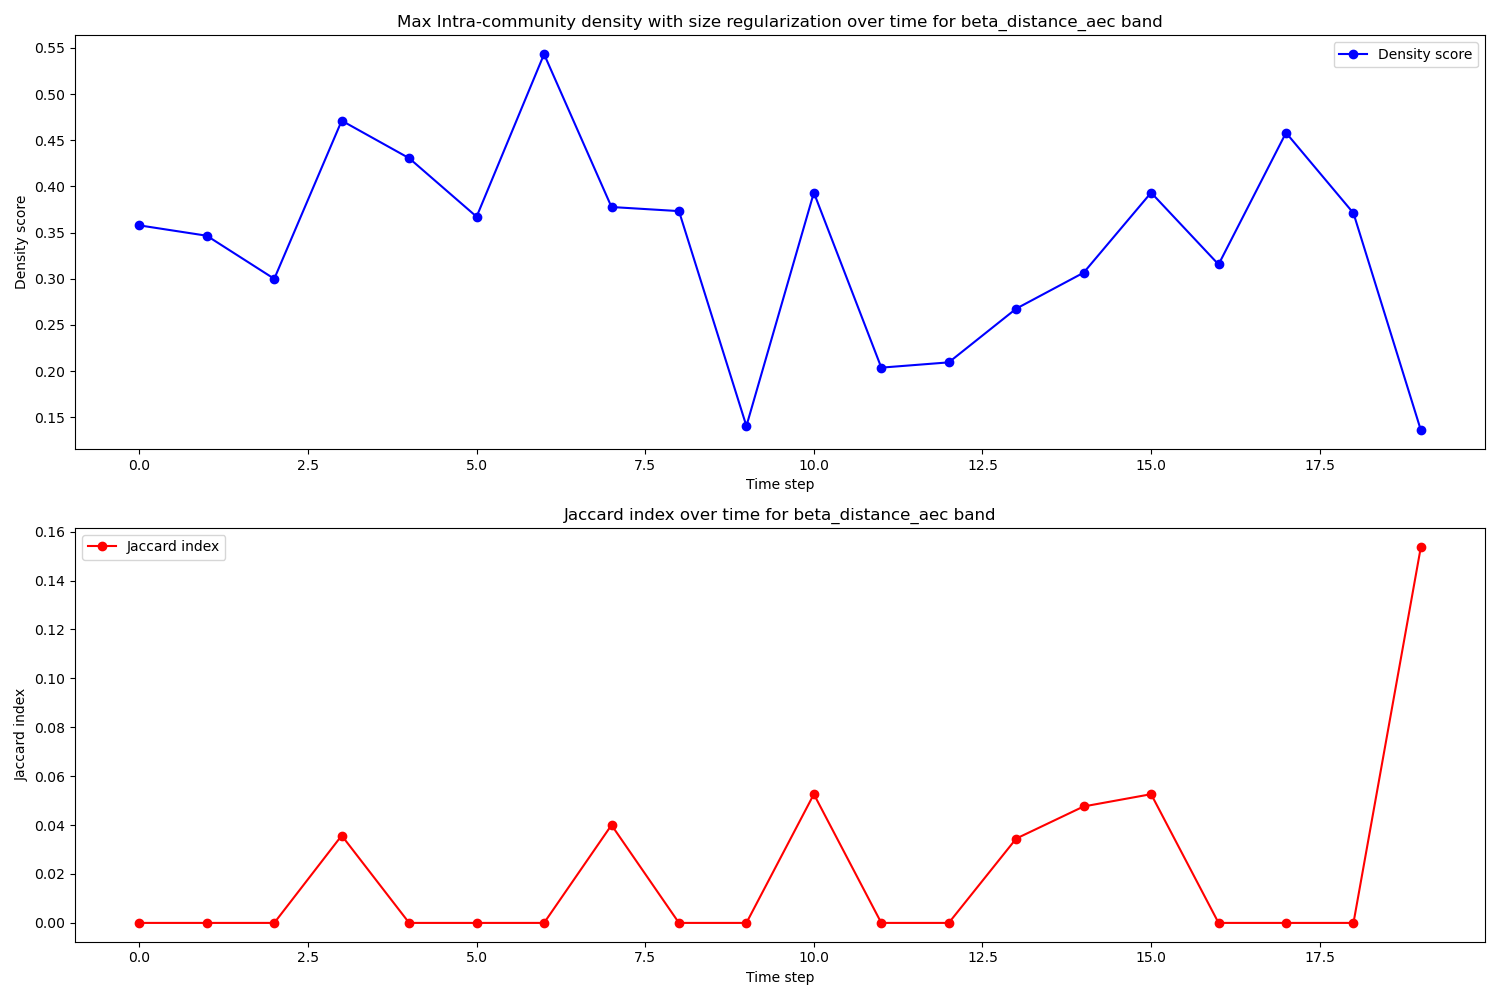 Max Intra-community density with size regularization over time for beta_distance_aec band
Density score
0.55
0.50
0.45
0.40
0.35
0.30
0.25
0.20
0.15
Density score
0.0 2.5 5.0 7.5 10.0 12.5 15.0 17.5
Time step
Jaccard index over time for beta_distance_aec band
Jaccard index
0.16
0.14
0.12
0.10
0.08
0.06
0.04
0.02
0.00
Jaccard index
0.0 2.5 5.0 7.5 10.0 12.5 15.0 17.5
Time step